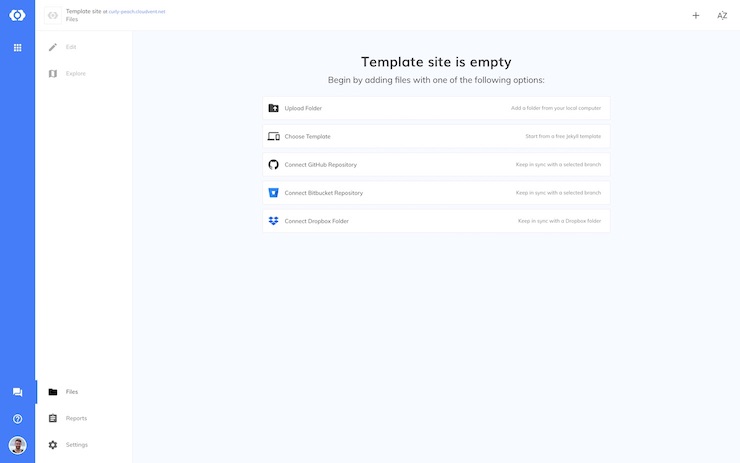 Template site at curly-peach.cloudvent.net
Files
Edit
Explore
Template site is empty
Begin by adding files with one of the following options:
Upload Folder Add a folder from your local computer
Choose Template Start from a free Jekyll template
Connect GitHub Repository Keep in sync with a selected branch
Connect Bitbucket Repository Keep in sync with a selected branch
Connect Dropbox Folder Keep in sync with a Dropbox folder
Files
Reports
Settings